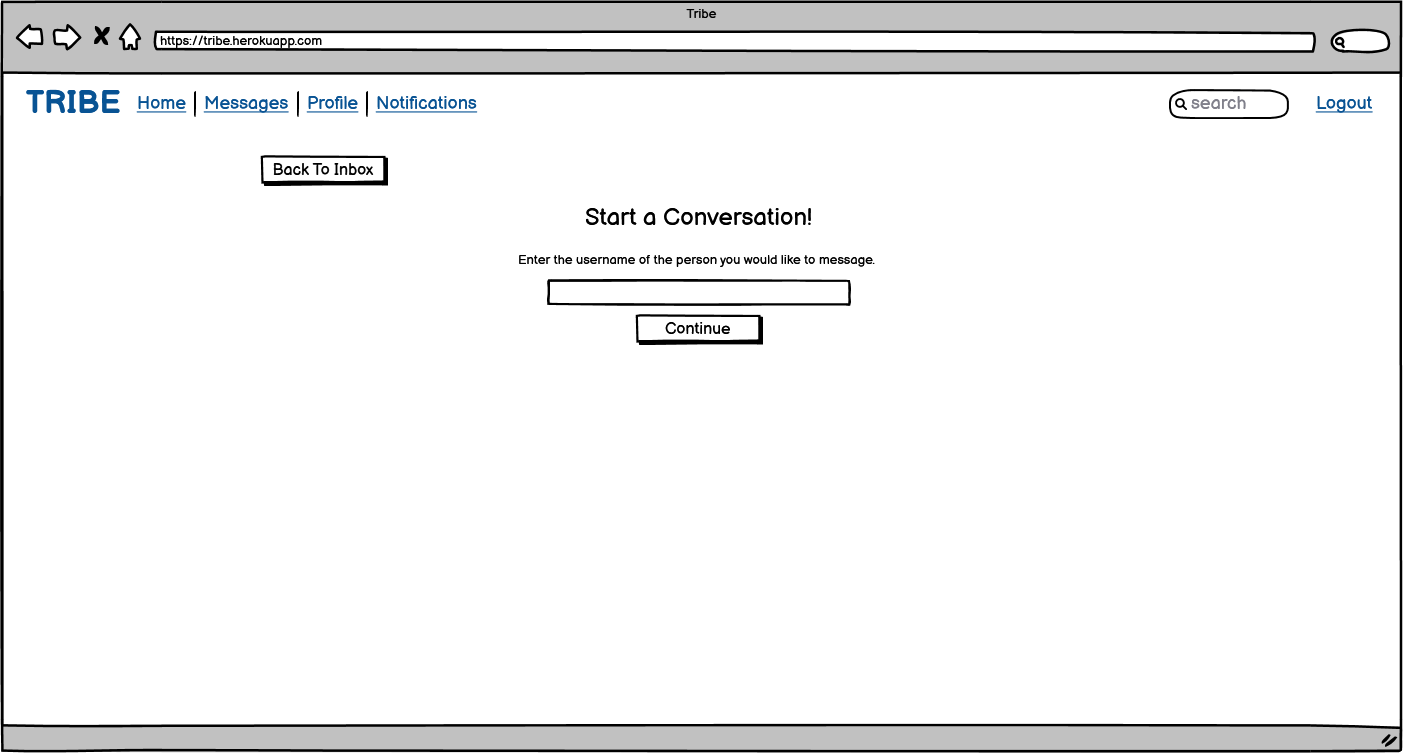 Tribe
https://tribe.herokuapp.com
TRIBE Home Messages Profile Notifications search Logout
Back To Inbox
Start a Conversation!
Enter the username of the person you would like to message.
Continue